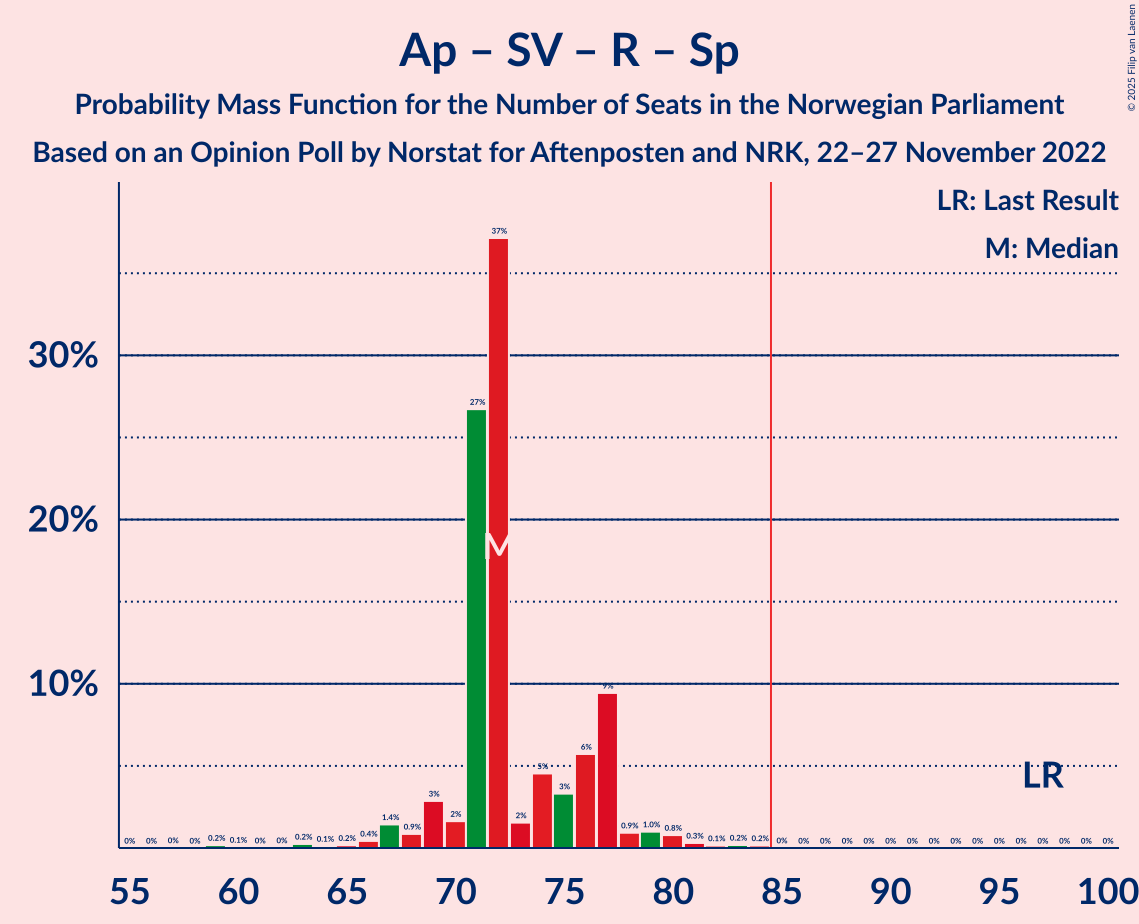 Ap – SV – R – Sp
Probability Mass Function for the Number of Seats in the Norwegian Parliament
Based on an Opinion Poll by Norstat for Aftenposten and NRK, 22–27 November 2022
© 2025 Filip van Laenen
LR: Last Result
M: Median
30%
20%
10%
0% 0% 0% 0% 0.2% 0.1% 0% 0% 0.2% 0.1% 0.2% 0.4% 1.4% 0.9% 3% 2% 27% 37% 2% 5% 3% 6% 9% 0.9% 1.0% 0.8% 0.3% 0.1% 0.2% 0.2% 0% 0% 0% 0% 0% 0% 0% 0% 0% 0% 0% 0% 0% 0% 0% 0%
M
LR
55 60 65 70 75 80 85 90 95 100